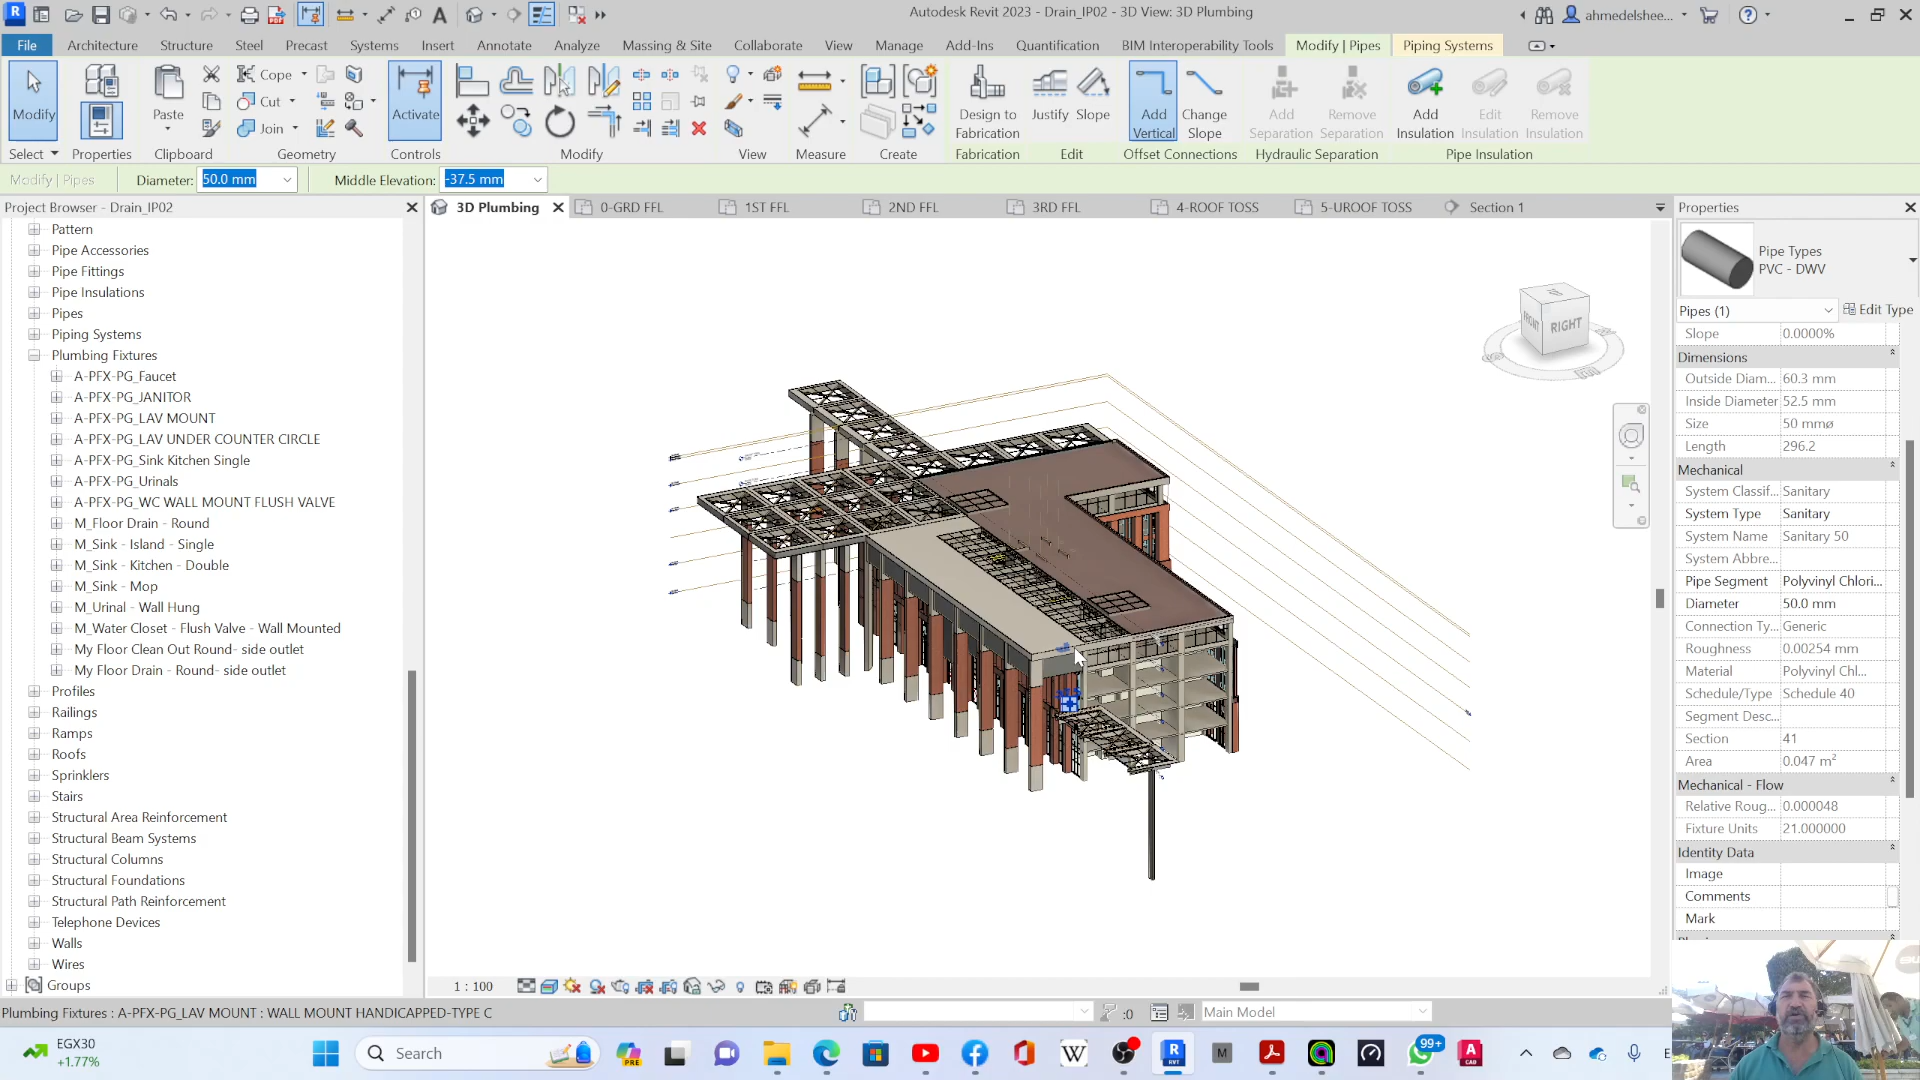 Autodesk Revit 2023 - Drain_IP02 - 3D View: 3D Plumbing
ahmedelshee...
File Architecture Structure Steel Precast Systems Insert Annotate Analyze Massing & Site Collaborate View Manage Add-Ins Quantification BIM Interoperability Tools Modify | Pipes Piping Systems
Cope
Cut
Join
Modify
Paste
Activate
Design to Fabrication
Justify Slope
Add Vertical
Change Slope
Add Separation
Remove Separation
Add Insulation
Edit Insulation
Remove Insulation
Select Properties Clipboard Geometry Controls Modify View Measure Create Fabrication Edit Offset Connections Hydraulic Separation Pipe Insulation
Modify | Pipes Diameter: 50.0 mm Middle Elevation: -37.5 mm
Project Browser - Drain_IP02
Pattern
Pipe Accessories
Pipe Fittings
Pipe Insulations
Pipes
Piping Systems
Plumbing Fixtures
A-PFX-PG_Faucet
A-PFX-PG_JANITOR
A-PFX-PG_LAV MOUNT
A-PFX-PG_LAV UNDER COUNTER CIRCLE
A-PFX-PG_Sink Kitchen Single
A-PFX-PG_Urinals
A-PFX-PG_WC WALL MOUNT FLUSH VALVE
M_Floor Drain - Round
M_Sink - Island - Single
M_Sink - Kitchen - Double
M_Sink - Mop
M_Urinal - Wall Hung
M_Water Closet - Flush Valve - Wall Mounted
My Floor Clean Out Round- side outlet
My Floor Drain - Round- side outlet
Profiles
Railings
Ramps
Roofs
Sprinklers
Stairs
Structural Area Reinforcement
Structural Beam Systems
Structural Columns
Structural Foundations
Structural Path Reinforcement
Telephone Devices
Walls
Wires
Groups
3D Plumbing 0-GRD FFL 1ST FFL 2ND FFL 3RD FFL 4-ROOF TOSS 5-UROOF TOSS Section 1
FRONT RIGHT
1 : 100
Properties
Pipe Types
PVC - DWV
Pipes (1) Edit Type
Slope 0.0000%
Dimensions
Outside Diam... 60.3 mm
Inside Diameter 52.5 mm
Size 50 mmø
Length 296.2
Mechanical
System Classif... Sanitary
System Type Sanitary
System Name Sanitary 50
System Abbre...
Pipe Segment Polyvinyl Chlori...
Diameter 50.0 mm
Connection Ty... Generic
Roughness 0.00254 mm
Material Polyvinyl Chl...
Schedule/Type Schedule 40
Segment Desc...
Section 41
Area 0.047 m²
Mechanical - Flow
Relative Roug... 0.000048
Fixture Units 21.000000
Identity Data
Image
Comments
Mark
Plumbing Fixtures : A-PFX-PG_LAV MOUNT : WALL MOUNT HANDICAPPED-TYPE C
:0
Main Model
EGX30
+1.77%
Search
PRE
99+